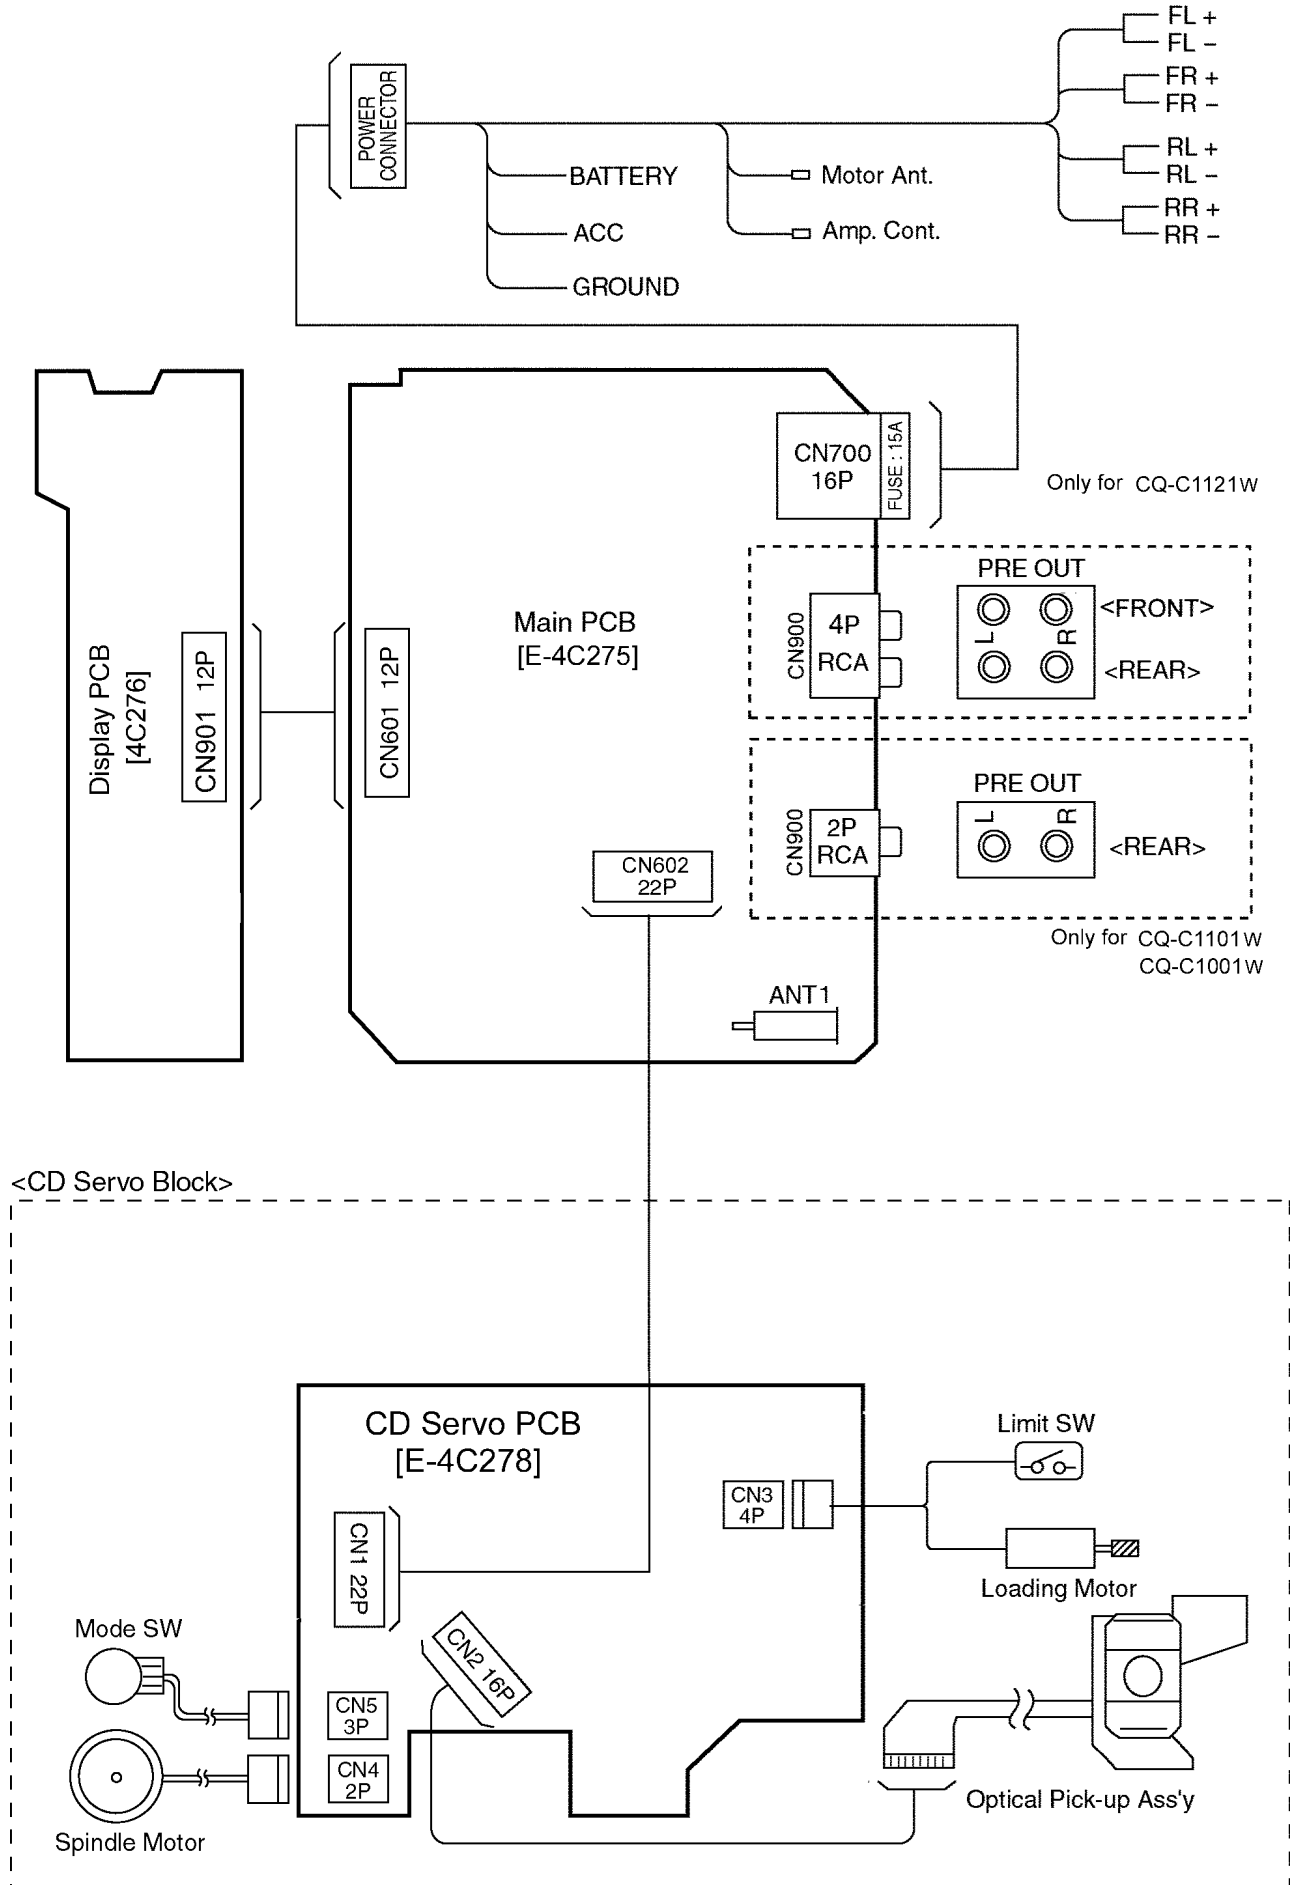 FL +
FL −
FR +
FR −
RL +
RL −
RR +
RR −
POWER
CONNECTOR
BATTERY
ACC
GROUND
Motor Ant.
Amp. Cont.
CN700
16P
FUSE : 15A
Only for CQ-C1121W
Display PCB
[4C276]
CN901 12P
CN601 12P
Main PCB
[E-4C275]
CN900
4P
RCA
PRE OUT
L
R
<FRONT>
<REAR>
CN900
2P
RCA
PRE OUT
L
R
<REAR>
Only for CQ-C1101W
CQ-C1001W
CN602
22P
ANT1
<CD Servo Block>
CD Servo PCB
[E-4C278]
CN1 22P
CN2 16P
CN3
4P
Limit SW
Loading Motor
Mode SW
CN5
3P
CN4
2P
Spindle Motor
Optical Pick-up Ass'y